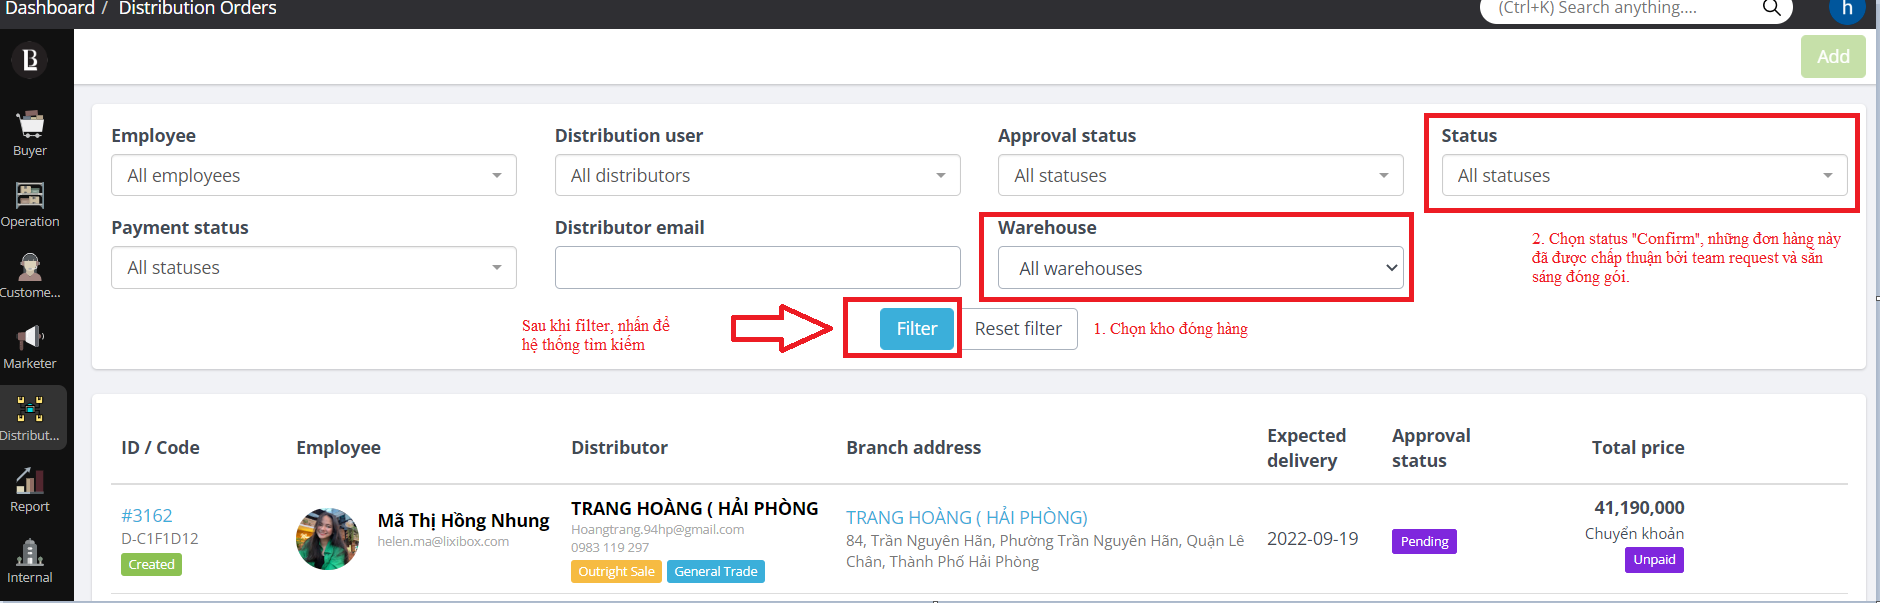 Dashboard / Distribution Orders
(Ctrl+K) Search anything....
h
Add
Buyer
Operation
Custome...
Marketer
Distribut...
Report
Internal
Employee
All employees
Distribution user
All distributors
Approval status
All statuses
Status
All statuses
Payment status
All statuses
Distributor email
Warehouse
All warehouses
2. Chọn status "Confirm", những đơn hàng này
đã được chấp thuận bởi team request và sẵn
sáng đóng gói.
Sau khi filter, nhấn để
hệ thống tìm kiếm
Filter
Reset filter
1. Chọn kho đóng hàng
ID / Code
Employee
Distributor
Branch address
Expected
delivery
Approval
status
Total price
#3162
D-C1F1D12
Created
Mã Thị Hồng Nhung
helen.ma@lixibox.com
TRANG HOÀNG ( HẢI PHÒNG
Hoangtrang.94hp@gmail.com
0983 119 297
Outright Sale
General Trade
TRANG HOÀNG ( HẢI PHÒNG)
84, Trần Nguyên Hãn, Phường Trần Nguyên Hãn, Quận Lê
Chân, Thành Phố Hải Phòng
2022-09-19
Pending
41,190,000
Chuyển khoản
Unpaid